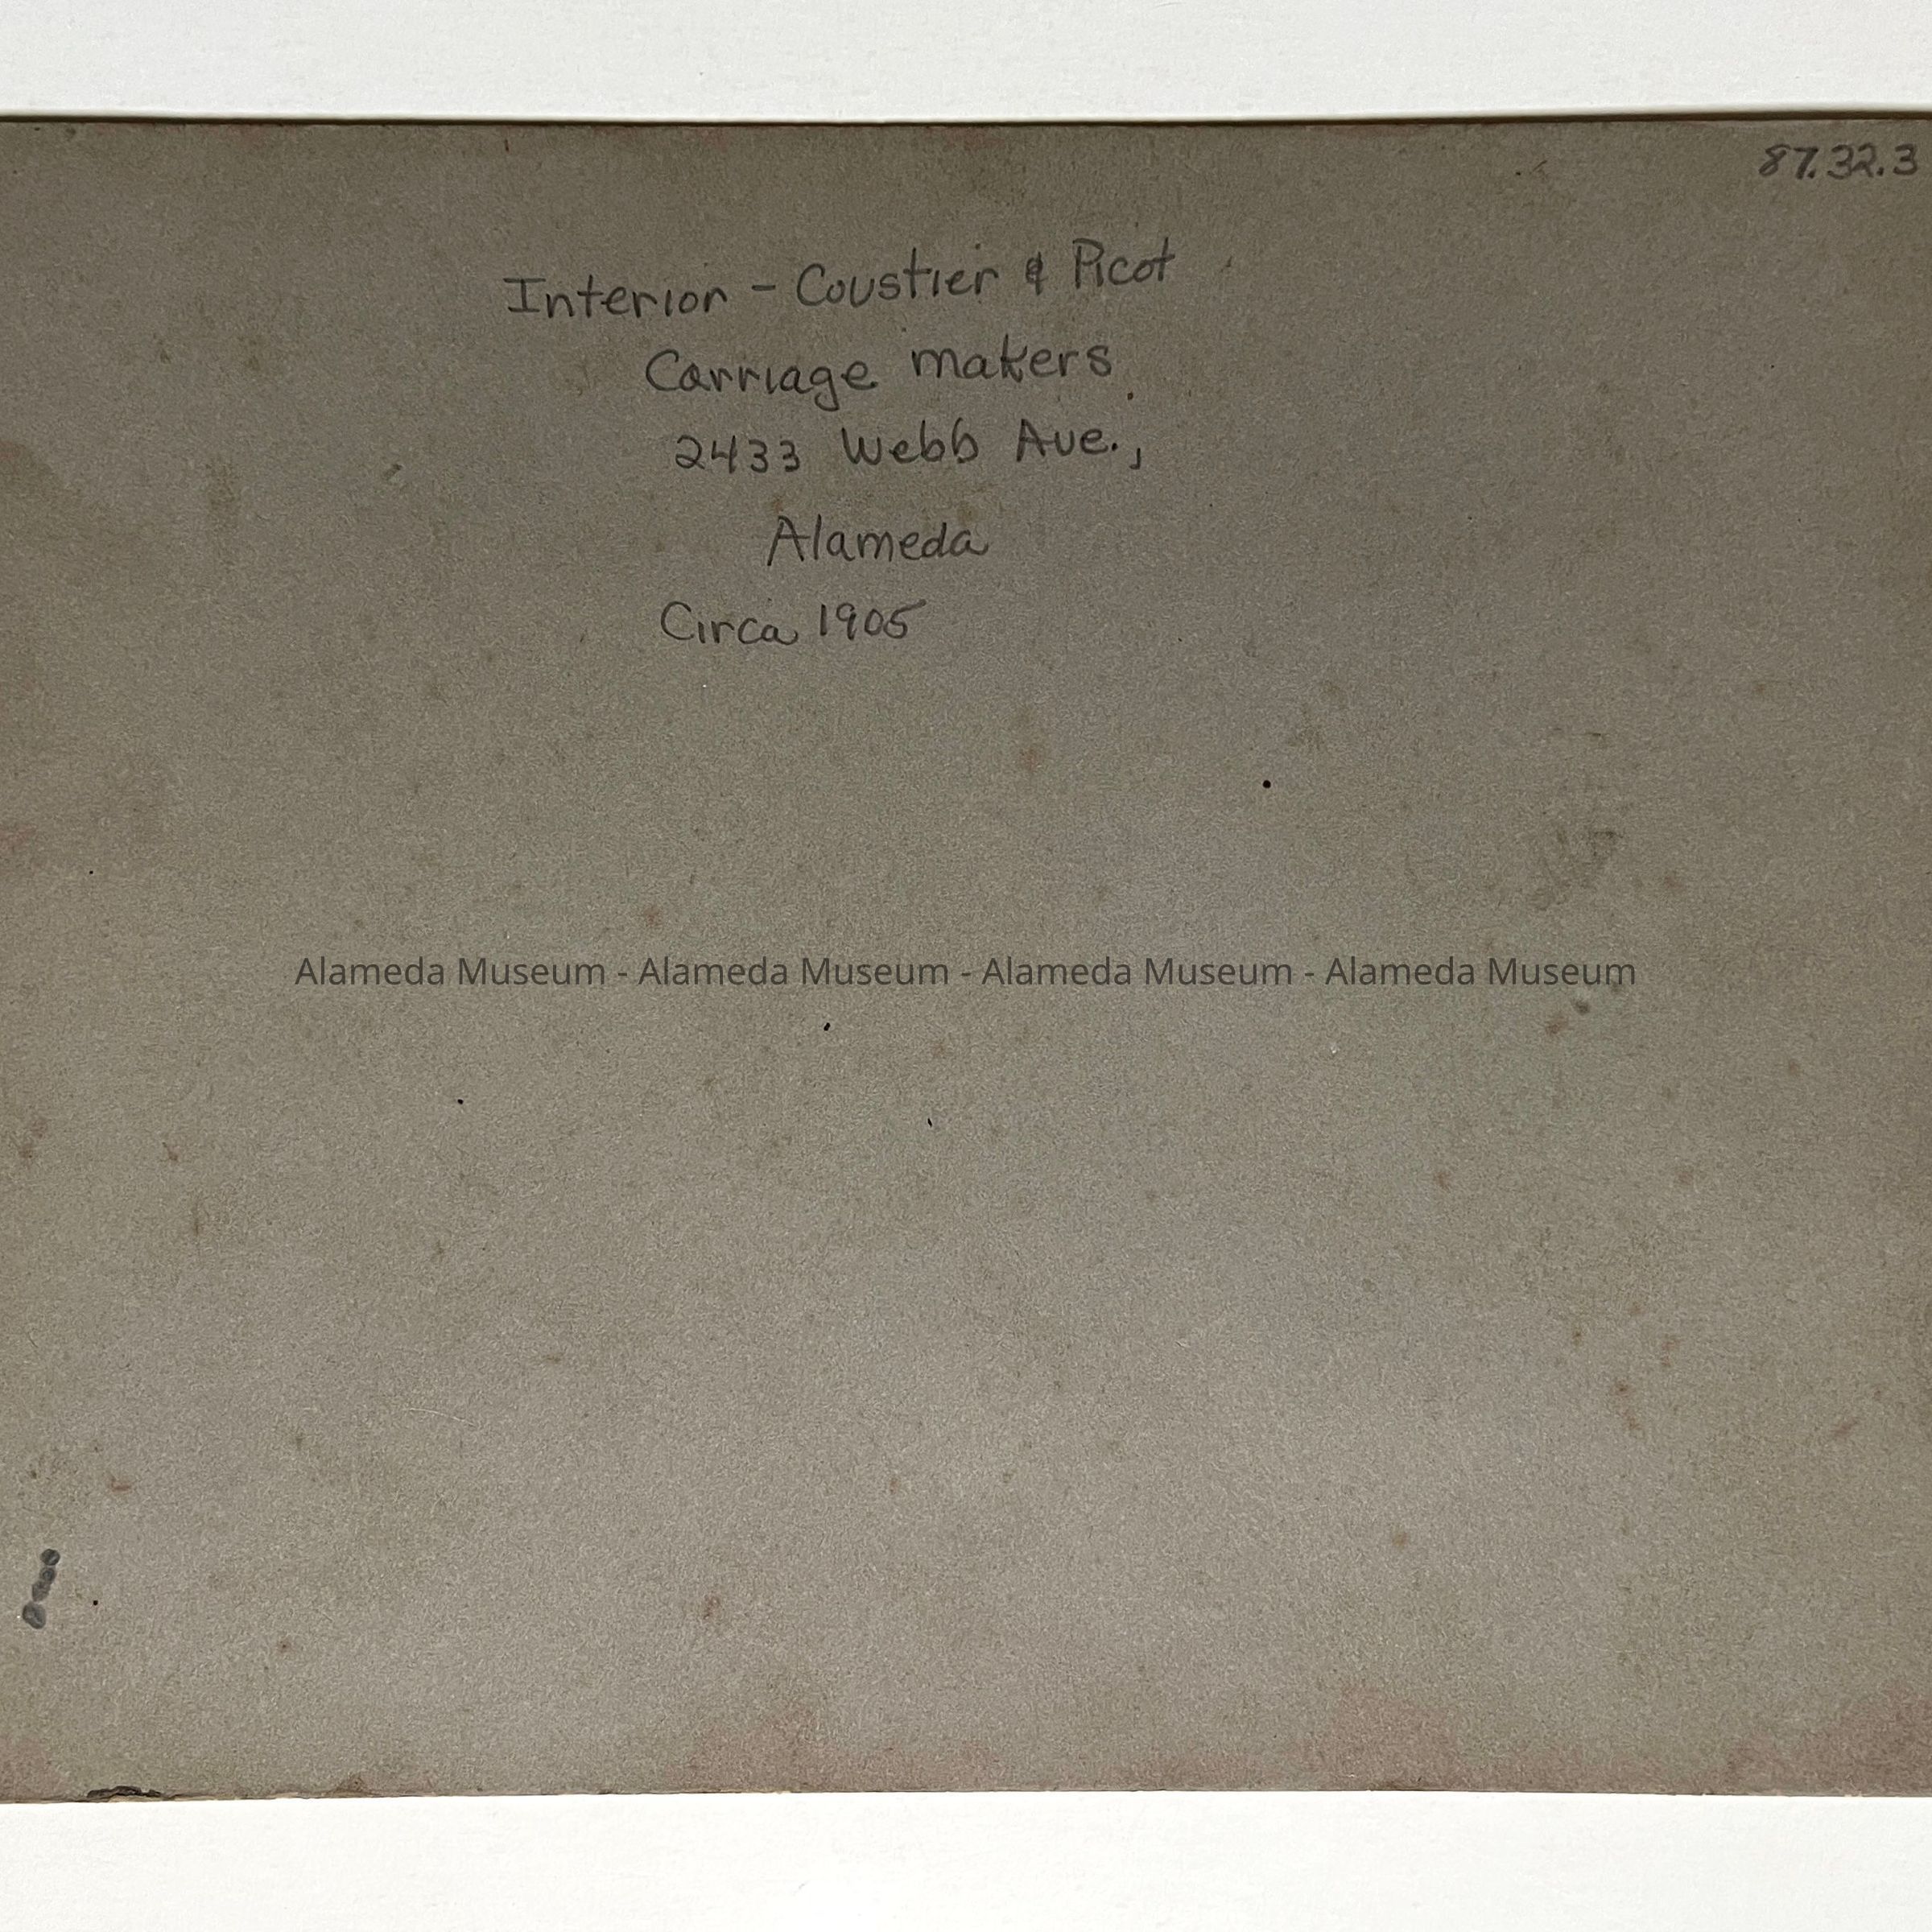 87.32.3
Interior - Coustier & Picot
Carriage makers
2433 Webb Ave.,
Alameda
Circa 1905
Alameda Museum - Alameda Museum - Alameda Museum - Alameda Museum